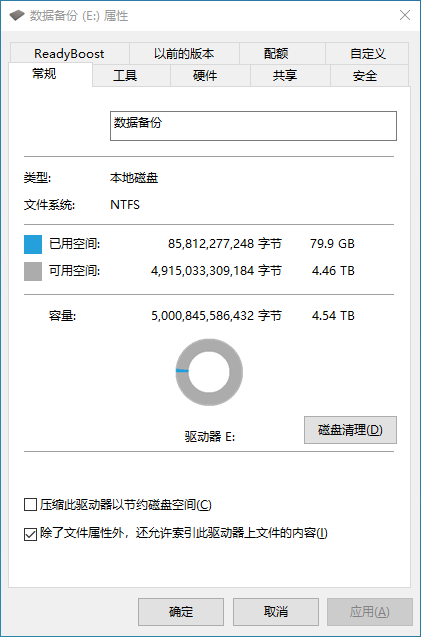 数据备份 (E:) 属性
ReadyBoost 以前的版本 配额 自定义
常规 工具 硬件 共享 安全
数据备份
类型: 本地磁盘
文件系统: NTFS
已用空间: 85,812,277,248 字节 79.9 GB
可用空间: 4,915,033,309,184 字节 4.46 TB
容量: 5,000,845,586,432 字节 4.54 TB
驱动器 E:
磁盘清理(D)
压缩此驱动器以节约磁盘空间(C)
除了文件属性外，还允许索引此驱动器上文件的内容(I)
确定 取消 应用(A)